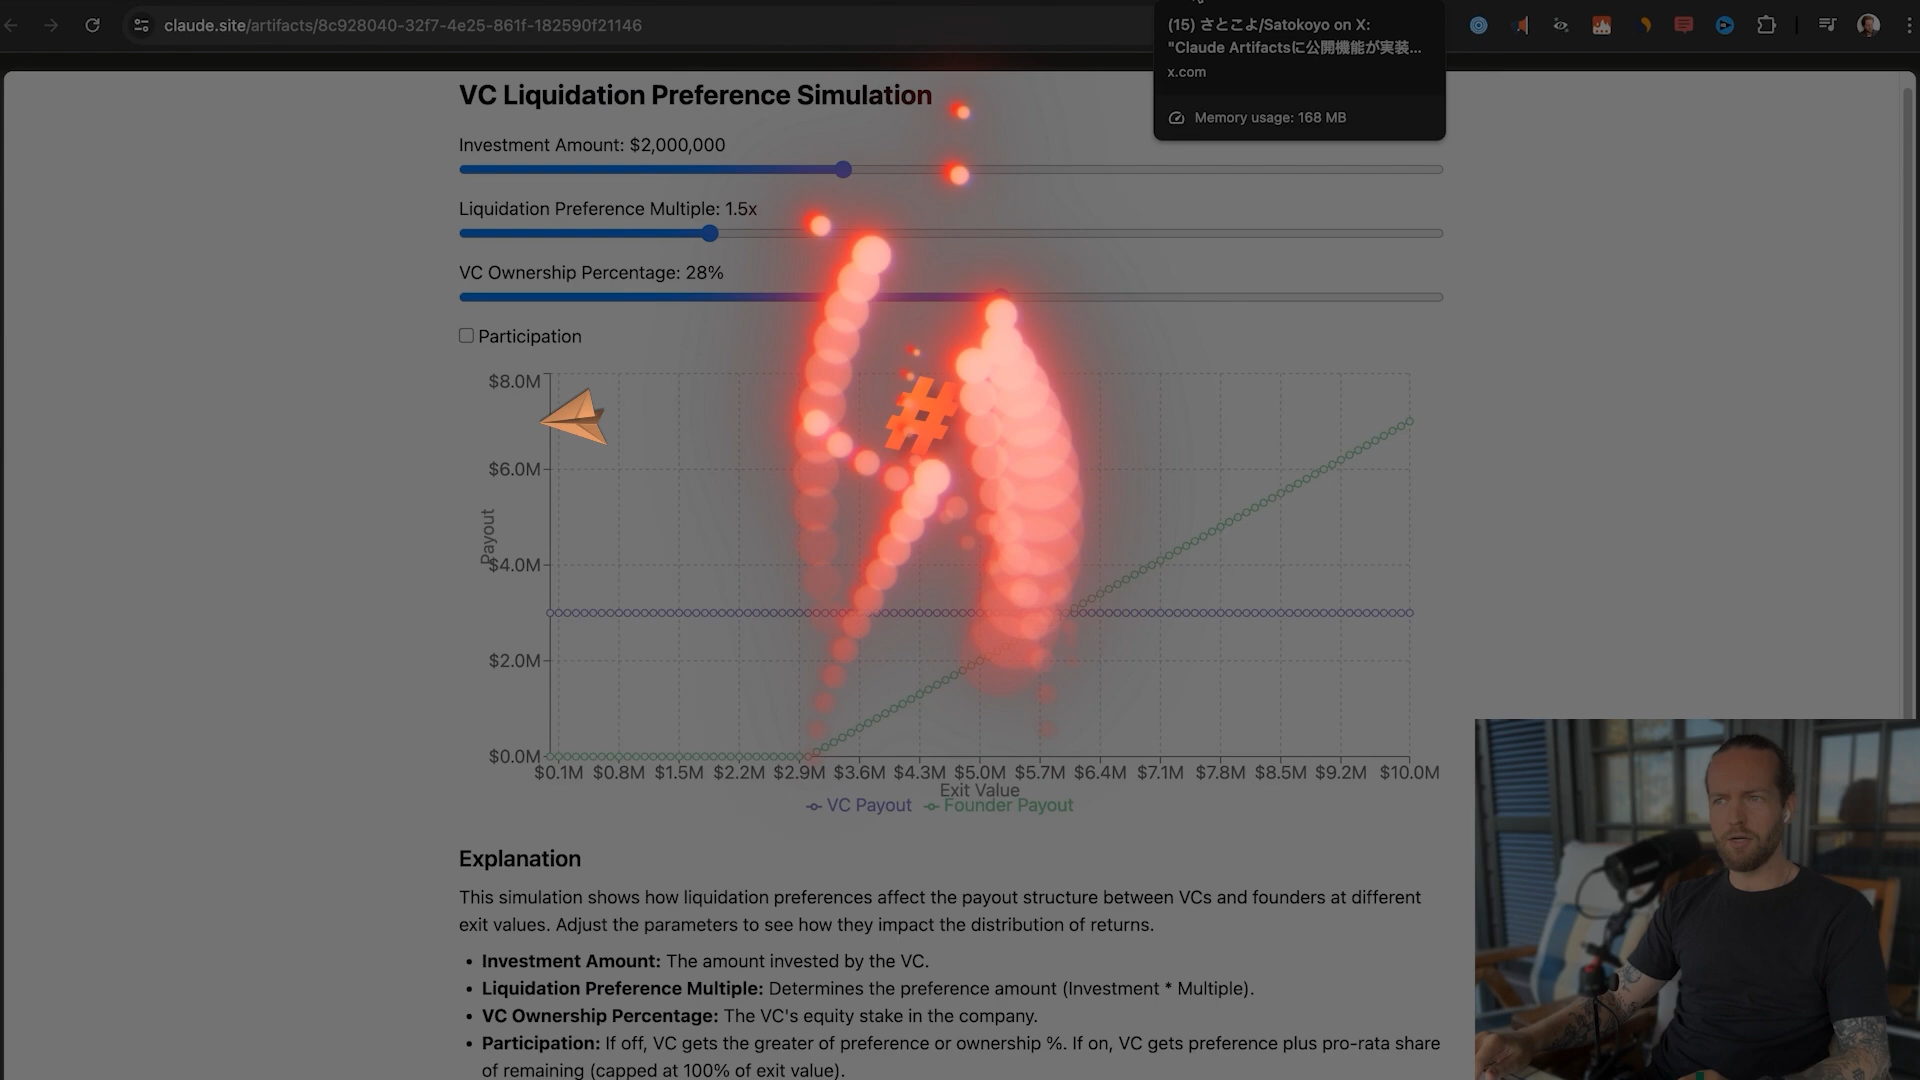 claude.site/artifacts/8c928040-32f7-4e25-861f-182590f21146
(15) さとこよ/Satokoyo on X:
"Claude Artifactsに公開機能が実装...
x.com
Memory usage: 168 MB
VC Liquidation Preference Simulation
Investment Amount: $2,000,000
Liquidation Preference Multiple: 1.5x
VC Ownership Percentage: 28%
Participation
#
$8.0M
$6.0M
$4.0M
$2.0M
$0.0M
Payout
$0.1M $0.8M $1.5M $2.2M $2.9M $3.6M $4.3M $5.0M $5.7M $6.4M $7.1M $7.8M $8.5M $9.2M $10.0M
Exit Value
VC Payout Founder Payout
Explanation
This simulation shows how liquidation preferences affect the payout structure between VCs and founders at different
exit values. Adjust the parameters to see how they impact the distribution of returns.
• Investment Amount: The amount invested by the VC.
• Liquidation Preference Multiple: Determines the preference amount (Investment * Multiple).
• VC Ownership Percentage: The VC's equity stake in the company.
• Participation: If off, VC gets the greater of preference or ownership %. If on, VC gets preference plus pro-rata share
of remaining (capped at 100% of exit value).